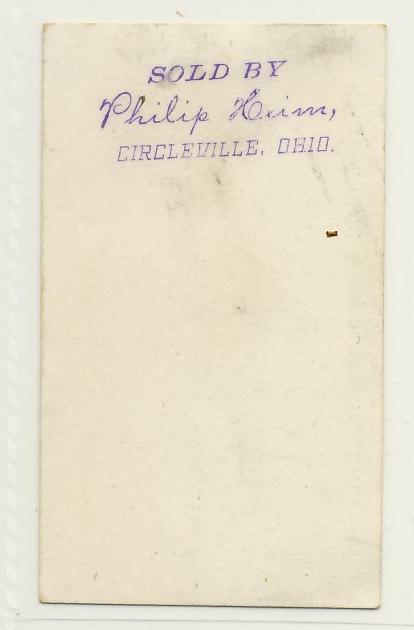 SOLD BY
Philip Heim,
CIRCLEVILLE, OHIO.